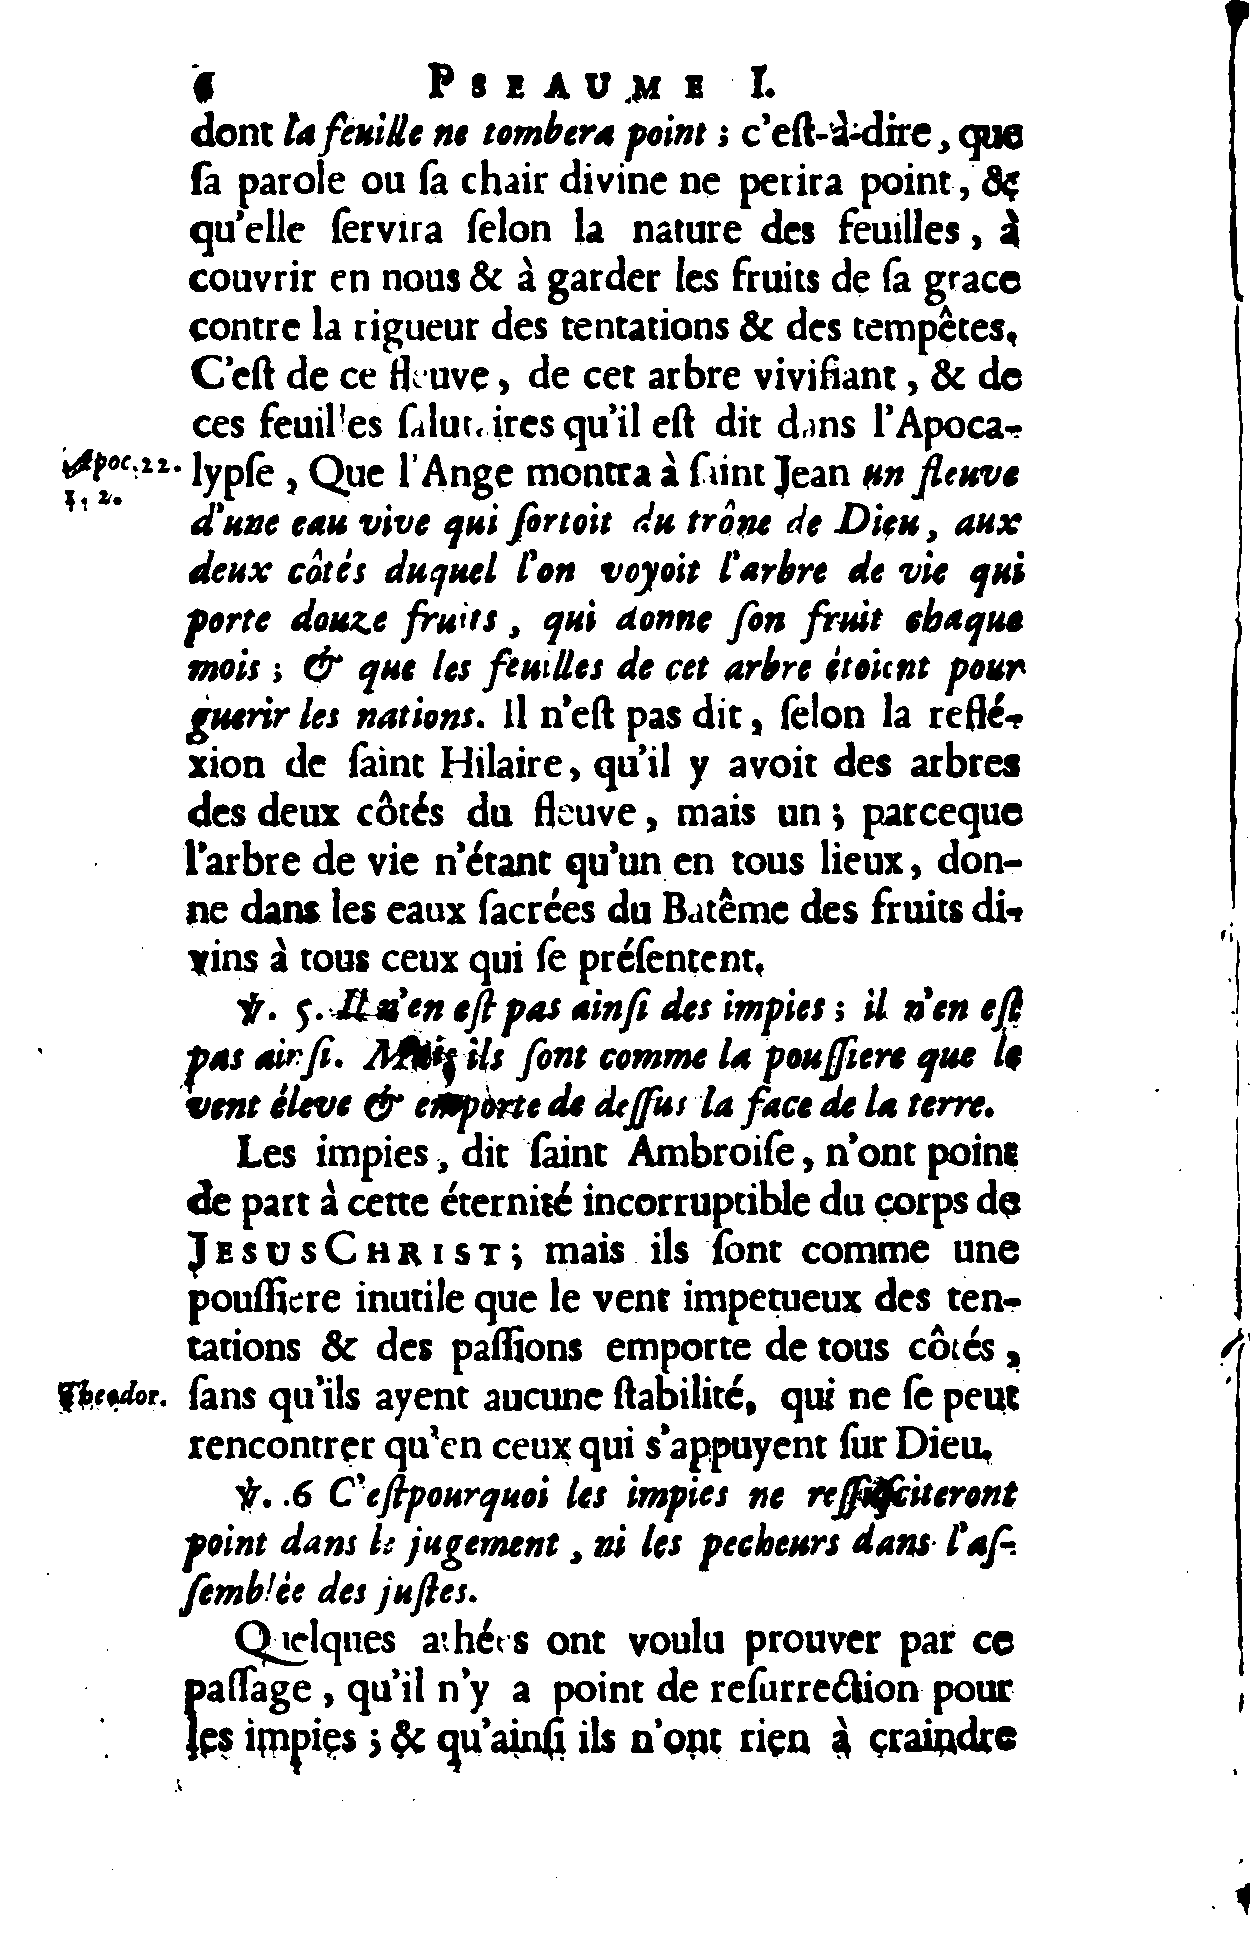 6 PSEAUME I.
dont la feuille ne tombera point ; c'eſt-à-dire, que
ſa parole ou ſa chair divine ne perira point, &
qu'elle ſervira ſelon la nature des feuilles, à
couvrir en nous & à garder les fruits de ſa grace
contre la rigueur des tentations & des tempêtes.
C'eſt de ce fleuve, de cet arbre vivifiant, & de
ces feuilles ſalutaires qu'il eſt dit dans l'Apoca-
Apoc. 22. lypſe, Que l'Ange montra à ſaint Jean un fleuve
1. 2.
d'une eau vive qui ſortoit du trône de Dieu, aux
deux côtés duquel l'on voyoit l'arbre de vie qui
porte douze fruits, qui donne ſon fruit chaque
mois ; & que les feuilles de cet arbre étoient pour
guerir les nations. Il n'eſt pas dit, ſelon la reflé-
xion de ſaint Hilaire, qu'il y avoit des arbres
des deux côtés du fleuve, mais un ; parceque
l'arbre de vie n'étant qu'un en tous lieux, don-
ne dans les eaux ſacrées du Batême des fruits di-
vins à tous ceux qui ſe préſentent.
℣. 5. Il n'en eſt pas ainſi des impies ; il n'en eſt
pas ainſi. Mais ils ſont comme la pouſſiere que le
vent éleve & emporte de deſſus la face de la terre.
Les impies, dit ſaint Ambroiſe, n'ont point
de part à cette éternité incorruptible du corps de
JESUS CHRIST ; mais ils ſont comme une
pouſſiere inutile que le vent impetueux des ten-
tations & des paſſions emporte de tous côtés,
Theodor. ſans qu'ils ayent aucune ſtabilité, qui ne ſe peut
rencontrer qu'en ceux qui s'appuyent ſur Dieu.
℣. .6 C'eſtpourquoi les impies ne reſſuſciteront
point dans le jugement, ni les pecheurs dans l'aſ-
ſemblée des juſtes.
Quelques athées ont voulu prouver par ce
paſſage, qu'il n'y a point de reſurrection pour
les impies ; & qu'ainſi ils n'ont rien à craindre